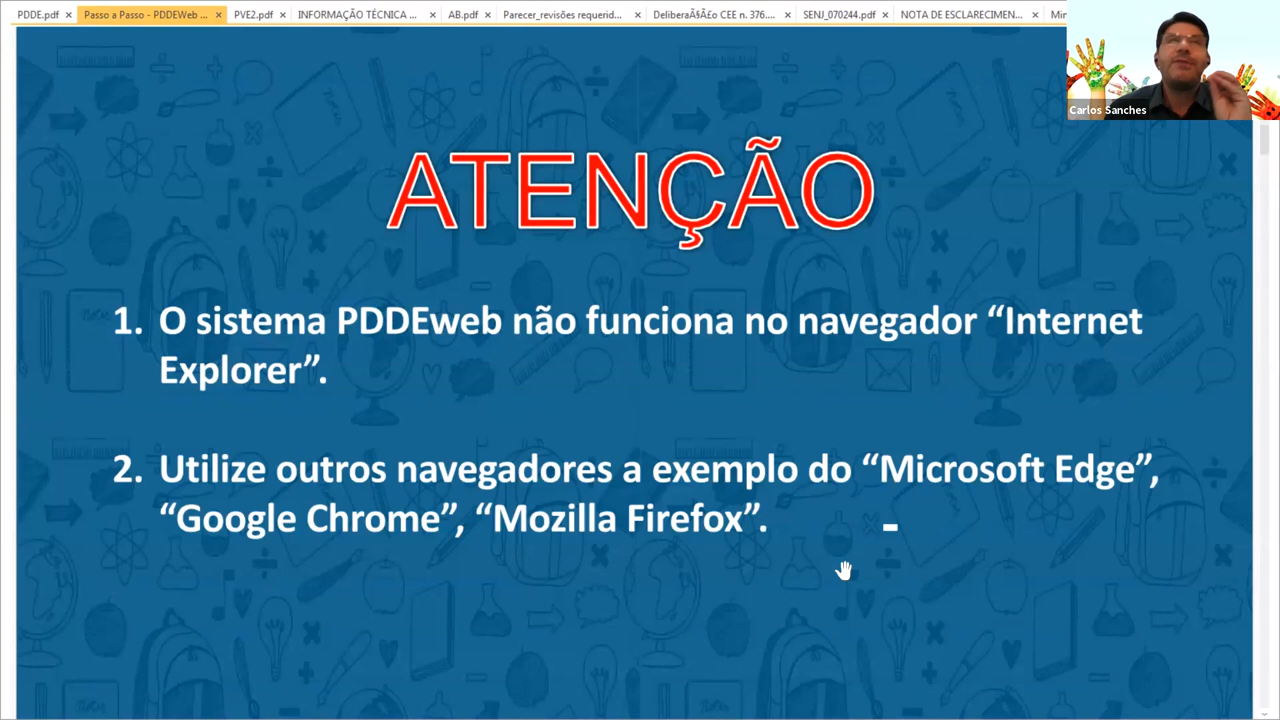 PDDE.pdf
Passo a Passo - PDDEWeb ...
PVE2.pdf
INFORMAÇÃO TÉCNICA ...
AB.pdf
Parecer_revisões requerid...
DeliberaÃ§Ã£o CEE n. 376....
SENJ_070244.pdf
NOTA DE ESCLARECIMEN...
Min
Carlos Sanches
ATENÇÃO
1. O sistema PDDEweb não funciona no navegador “Internet
Explorer”.
2. Utilize outros navegadores a exemplo do “Microsoft Edge”,
“Google Chrome”, “Mozilla Firefox”.
-